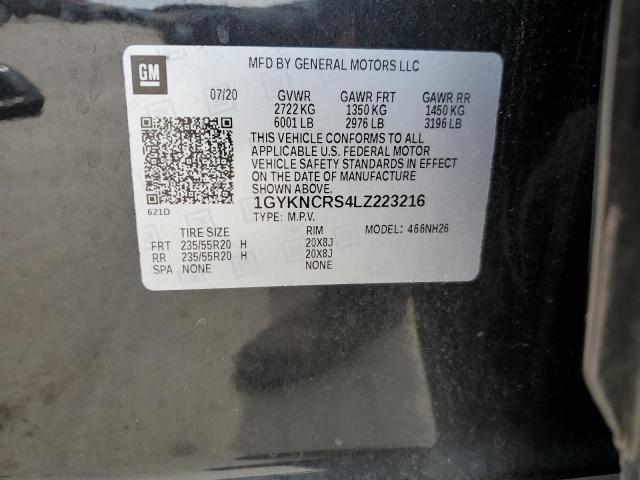 GM
MFD BY GENERAL MOTORS LLC
07/20 GVWR GAWR FRT GAWR RR
2722 KG 1350 KG 1450 KG
6001 LB 2976 LB 3196 LB
THIS VEHICLE CONFORMS TO ALL
APPLICABLE U.S. FEDERAL MOTOR
VEHICLE SAFETY STANDARDS IN EFFECT
ON THE DATE OF MANUFACTURE
SHOWN ABOVE.
1GYKNCRS4LZ223216
621D
TYPE: M.P.V.
MODEL: 466NH26
TIRE SIZE RIM
FRT 235/55R20 H 20X8J
RR 235/55R20 H 20X8J
SPA NONE NONE